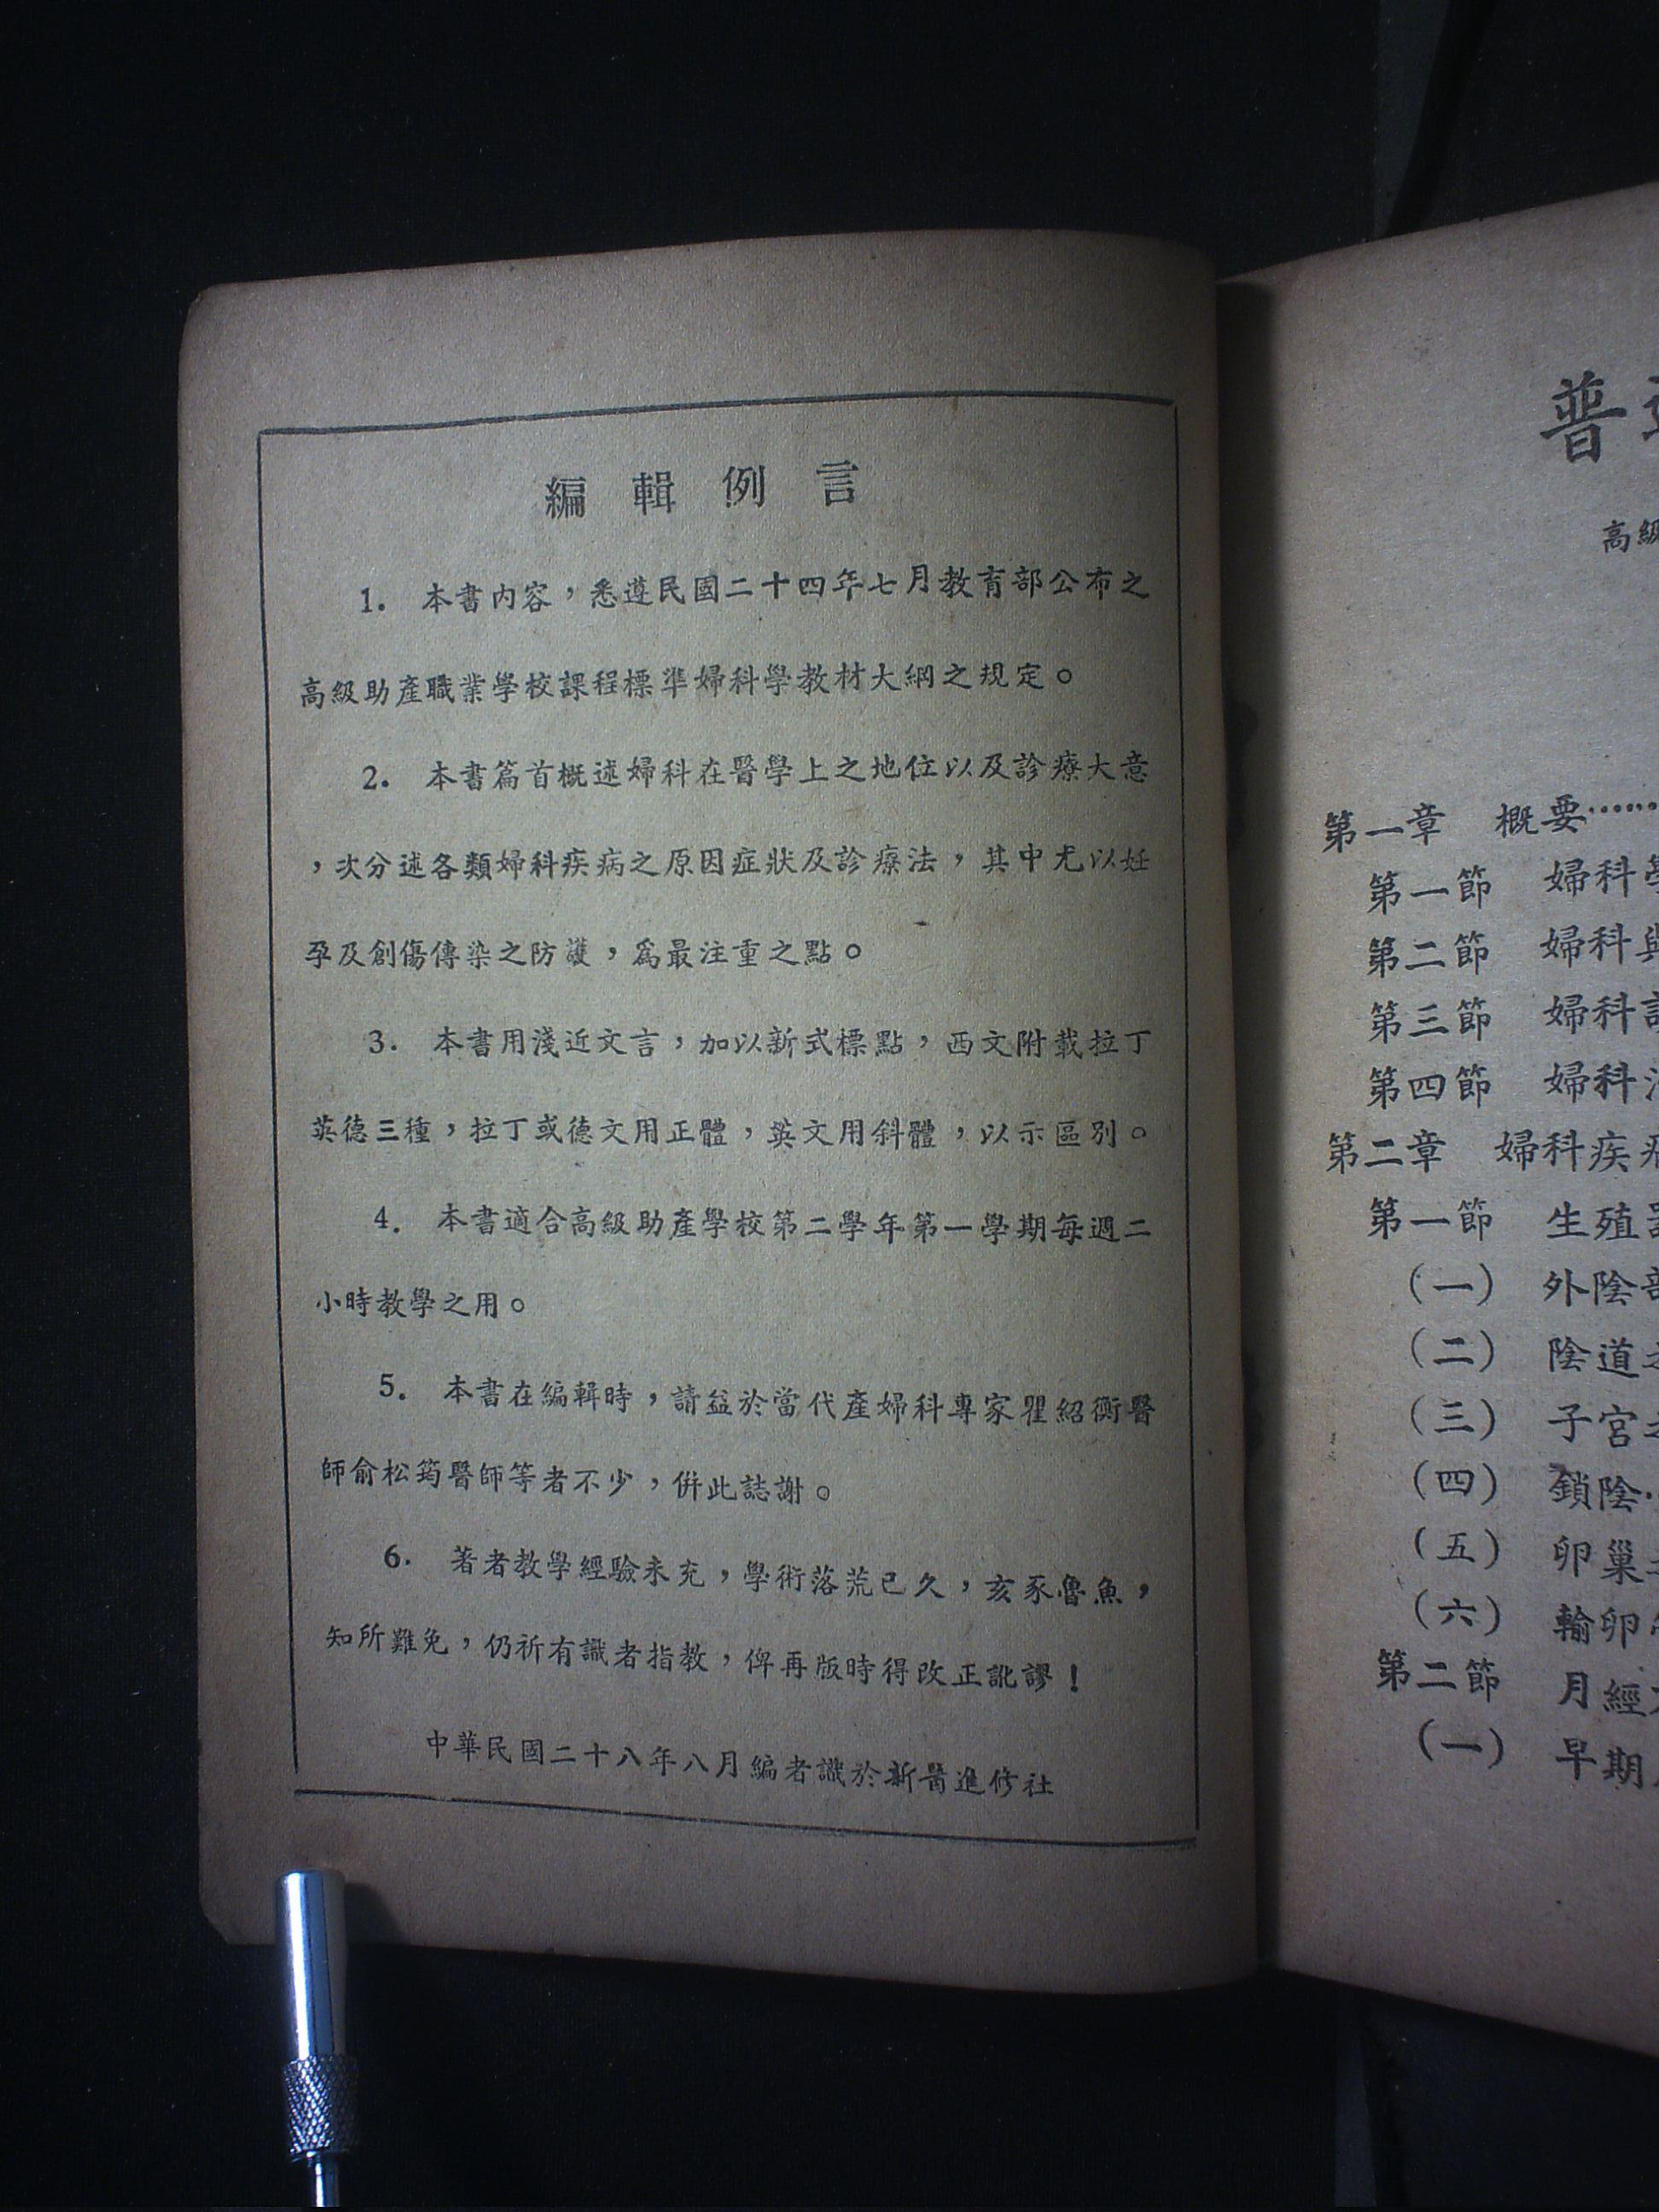 編輯例言
1. 本書內容，悉遵民國二十四年七月教育部公布之
高級助產職業學校課程標準婦科學教材大綱之規定。
2. 本書篇首概述婦科在醫學上之地位以及診療大意
，次分述各類婦科疾病之原因症狀及診療法，其中尤以妊
孕及創傷傳染之防護，爲最注重之點。
3. 本書用淺近文言，加以新式標點，西文附載拉丁
英德三種，拉丁或德文用正體，英文用斜體，以示區別。
4. 本書適合高級助產學校第二學年第一學期每週二
小時教學之用。
5. 本書在編輯時，請益於當代產婦科專家瞿紹衡醫
師俞松筠醫師等者不少，倂此誌謝。
6. 著者教學經驗未充，學術落荒已久，亥豕魯魚，
知所難免，仍祈有識者指教，俾再版時得改正訛謬！
中華民國二十八年八月編者識於新醫進修社
普
高級
第一章 概要……
第一節 婦科
第二節 婦科
第三節 婦科
第四節 婦科
第二章 婦科疾
第一節 生殖
（一） 外陰
（二） 陰道
（三） 子宮
（四） 鎖陰
（五） 卵巢
（六） 輸卵
第二節 月經
（一） 早期